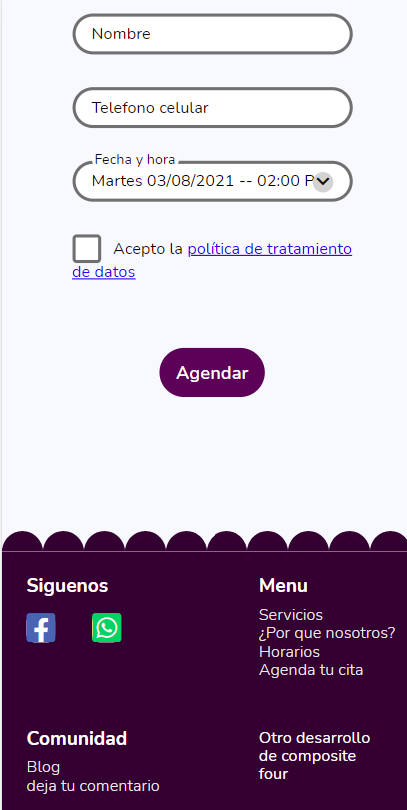 Nombre
Telefono celular
Fecha y hora
Martes 03/08/2021 -- 02:00 P
Acepto la política de tratamiento
de datos
Agendar
Siguenos
Menu
Servicios
¿Por que nosotros?
Horarios
Agenda tu cita
Comunidad
Blog
deja tu comentario
Otro desarrollo
de composite
four